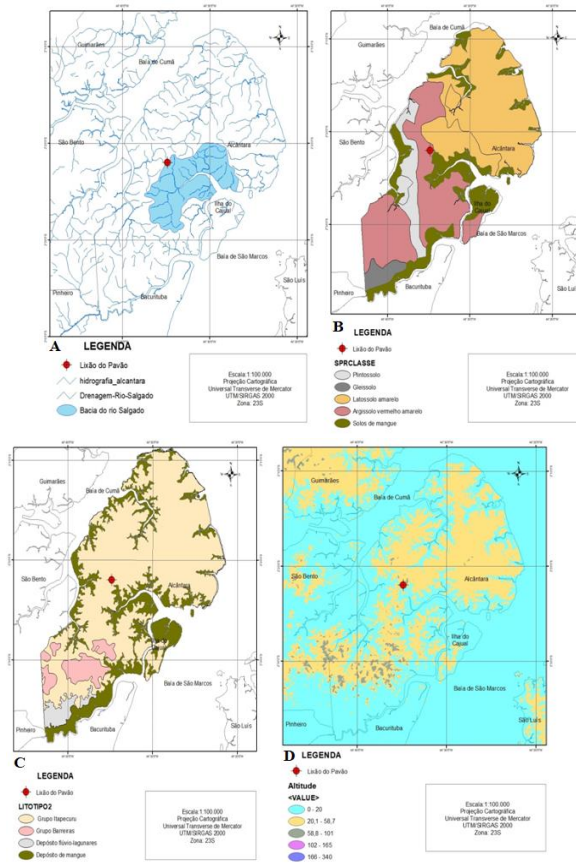 Guimarães
Baía de Cumã
São Bento
Alcântara
Ilha do Cajual
Baía de São Marcos
São Luís
Pinheiro
Bacurituba
A
LEGENDA
Lixão do Pavão
hidrografia_alcantara
Drenagem-Rio-Salgado
Bacia do rio Salgado
Escala:1:100.000
Projeção Cartográfica
Universal Transverse de Mercator
UTM/SIRGAS 2000
Zona: 23S
Baía de Cumã
Guimarães
São Bento
Alcântara
Ilha do
Cajual
Baía de São Marcos
São Luís
Pinheiro
Bacurituba
B
LEGENDA
Lixão do Pavão
SPRCLASSE
Plintossolo
Gleissolo
Latossolo amarelo
Argissolo vermelho amarelo
Solos de mangue
Escala:1:100.000
Projeção Cartográfica
Universal Transverse de Mercator
UTM/SIRGAS 2000
Zona: 23S
Guimarães
Baía de Cumã
São Bento
Alcântara
Baía de São Marcos
São Luís
Pinheiro
Bacurituba
C
LEGENDA
Lixão do Pavão
LITOTIPO2
Grupo Itapecuru
Grupo Barreiras
Depósito flúvio-lagunares
Depósito de mangue
Escala:1:100.000
Projeção Cartográfica
Universal Transverse de Mercator
UTM/SIRGAS 2000
Zona: 23S
Guimarães
Baía de Cumã
São Bento
Alcântara
Ilha do
Cajual
Baía de São Marcos
São Luís
Pinheiro
Bacurituba
D
LEGENDA
Lixão do Pavão
Altitude
<VALUE>
0 - 20
20,1 - 58,7
58,8 - 101
102 - 165
166 - 340
Escala:1:100.000
Projeção Cartográfica
Universal Transverse de Mercator
UTM/SIRGAS 2000
Zona: 23S